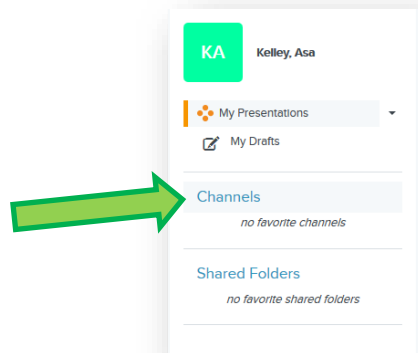 KA
Kelley, Asa
My Presentations
My Drafts
Channels
no favorite channels
Shared Folders
no favorite shared folders